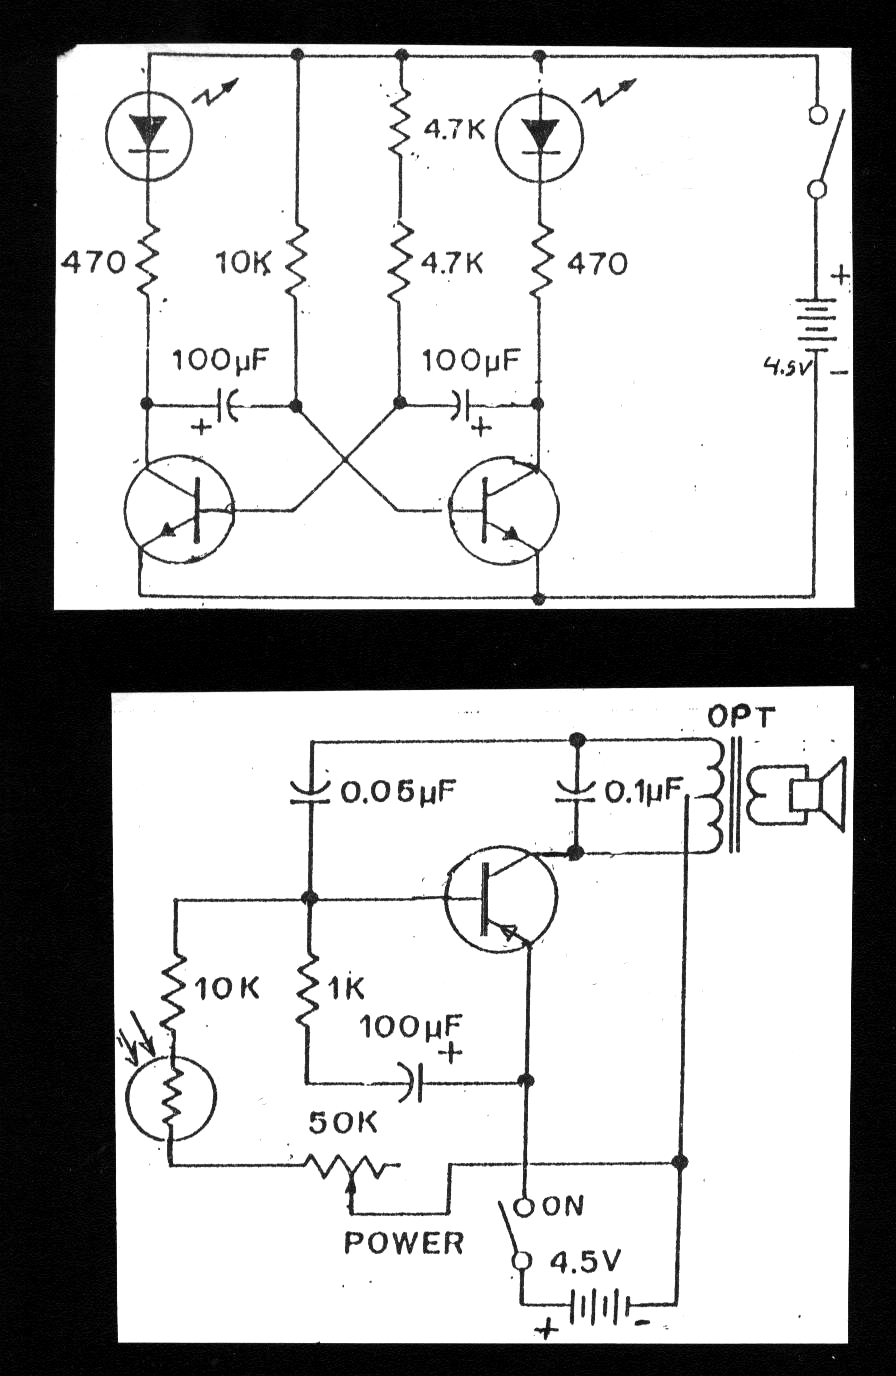 4.7K
470 10K 4.7K 470
+
100µF 100µF
4.5V -
+ +
OPT
0.05µF 0.1µF
10K 1K
100µF
+
50K
ON
POWER
4.5V
+ -